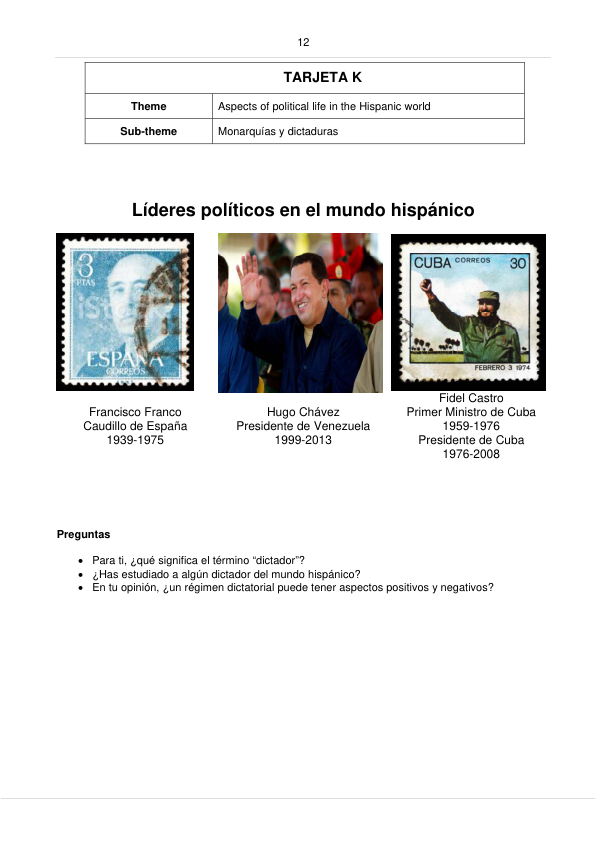 12
TARJETA K
Theme Aspects of political life in the Hispanic world
Sub-theme Monarquías y dictaduras
Líderes políticos en el mundo hispánico
3
PTAS
iStock
ESPAÑA
CORREOS
CUBA CORREOS 30
FEBRERO 3 1974
Francisco Franco
Caudillo de España
1939-1975
Hugo Chávez
Presidente de Venezuela
1999-2013
Fidel Castro
Primer Ministro de Cuba
1959-1976
Presidente de Cuba
1976-2008
Preguntas
• Para ti, ¿qué significa el término “dictador”?
• ¿Has estudiado a algún dictador del mundo hispánico?
• En tu opinión, ¿un régimen dictatorial puede tener aspectos positivos y negativos?